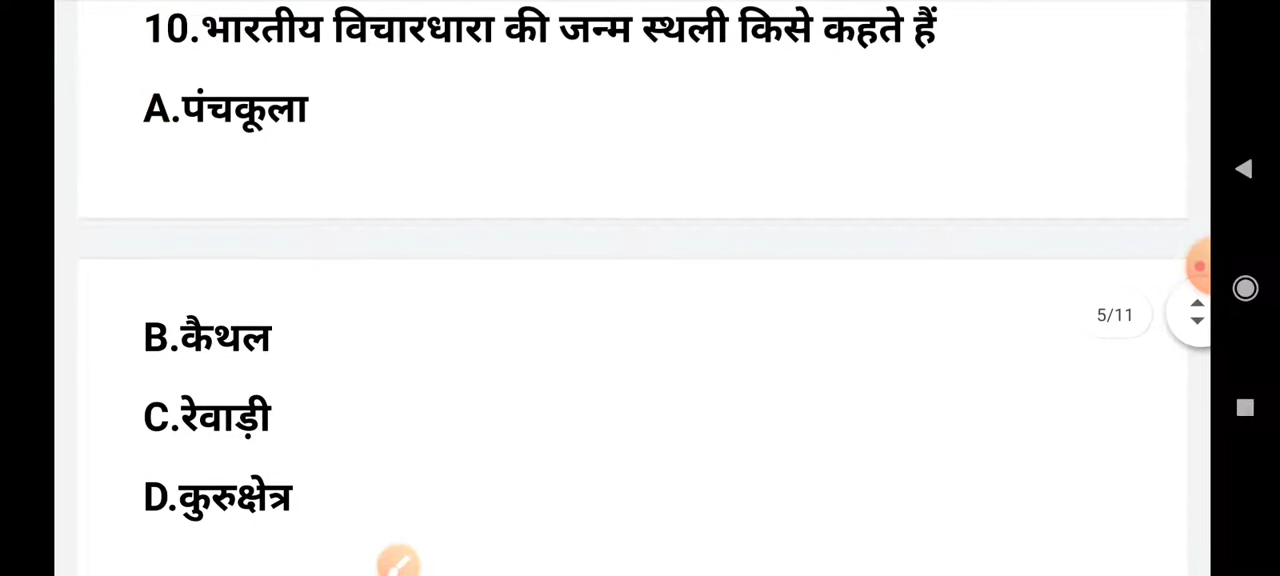 10.भारतीय विचारधारा की जन्म स्थली किसे कहते हैं
A.पंचकूला
B.कैथल
5/11
C.रेवाड़ी
D.कुरुक्षेत्र